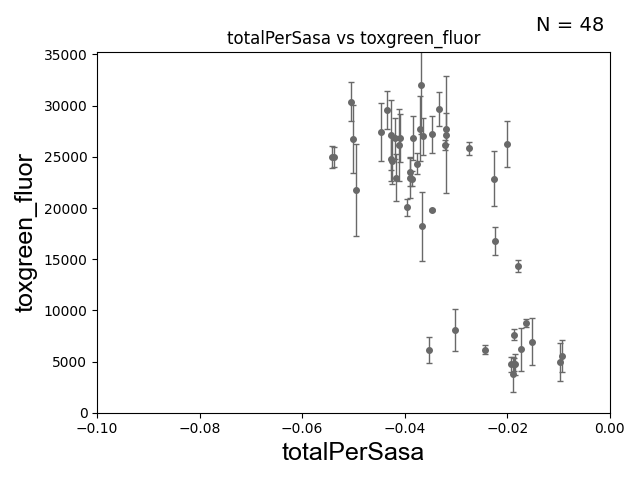 N = 48
totalPerSasa vs toxgreen_fluor
35000
30000
25000
20000
15000
10000
5000
0
toxgreen_fluor
−0.10 −0.08 −0.06 −0.04 −0.02 0.00
totalPerSasa